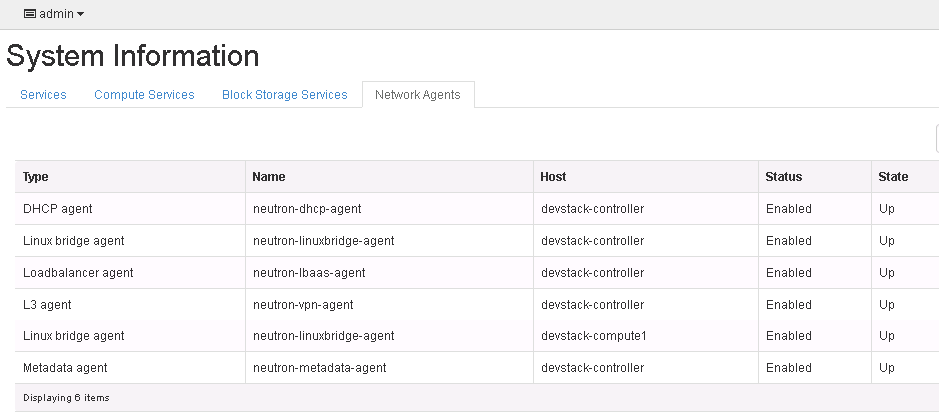 admin
System Information
Services Compute Services Block Storage Services Network Agents
Type Name Host Status State
DHCP agent neutron-dhcp-agent devstack-controller Enabled Up
Linux bridge agent neutron-linuxbridge-agent devstack-controller Enabled Up
Loadbalancer agent neutron-lbaas-agent devstack-controller Enabled Up
L3 agent neutron-vpn-agent devstack-controller Enabled Up
Linux bridge agent neutron-linuxbridge-agent devstack-compute1 Enabled Up
Metadata agent neutron-metadata-agent devstack-controller Enabled Up
Displaying 6 items